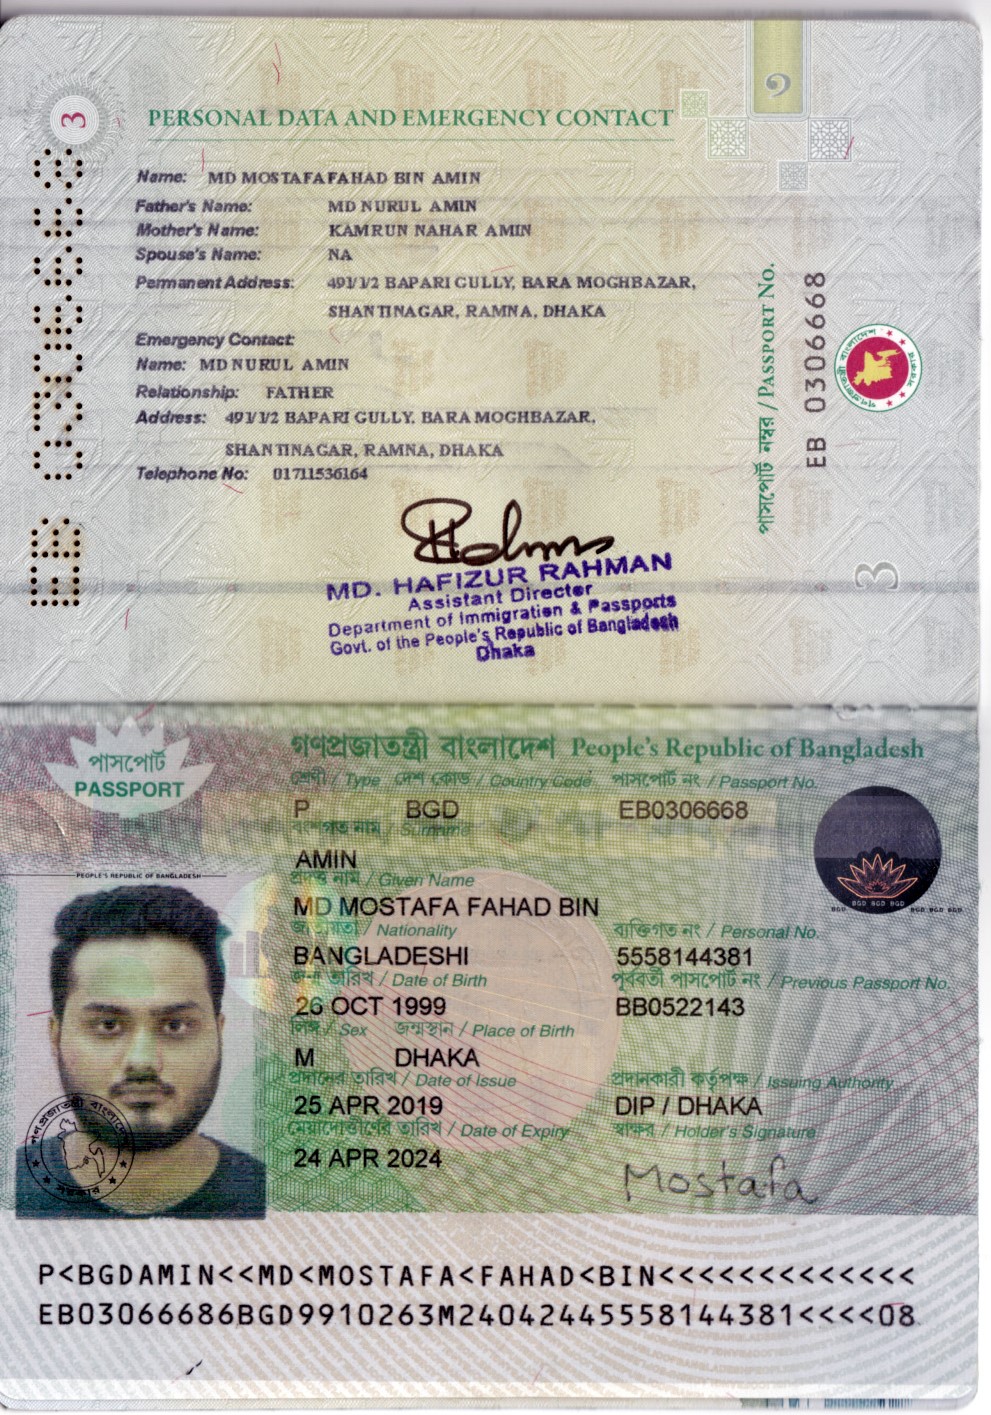 3
PERSONAL DATA AND EMERGENCY CONTACT
Name: MD MOSTAFAFAHAD BIN AMIN
Father's Name: MD NURUL AMIN
Mother's Name: KAMRUN NAHAR AMIN
Spouse's Name: NA
Permanent Address: 491/1/2 BAPARI GULLY, BARA MOGHBAZAR,
SHANTINAGAR, RAMNA, DHAKA
Emergency Contact:
Name: MD NURUL AMIN
Relationship: FATHER
Address: 491/1/2 BAPARI GULLY, BARA MOGHBAZAR,
SHANTINAGAR, RAMNA, DHAKA
Telephone No: 01711536164
পাসপোর্ট নম্বর / PASSPORT No.
EB 0306668
3
MD. HAFIZUR RAHMAN
Assistant Director
Department of Immigration & Passports
Govt. of the People's Republic of Bangladesh
Dhaka
পাসপোর্ট
PASSPORT
গণপ্রজাতন্ত্রী বাংলাদেশ People's Republic of Bangladesh
শ্রেণী / Type দেশ কোড / Country Code পাসপোর্ট নং / Passport No.
P BGD EB0306668
বংশগত নাম / Surname
AMIN
প্রদত্ত নাম / Given Name
MD MOSTAFA FAHAD BIN
জাতীয়তা / Nationality ব্যক্তিগত নং / Personal No.
BANGLADESHI 5558144381
জন্ম তারিখ / Date of Birth পূর্ববর্তী পাসপোর্ট নং / Previous Passport No.
26 OCT 1999 BB0522143
লিঙ্গ / Sex জন্মস্থান / Place of Birth
M DHAKA
প্রদানের তারিখ / Date of Issue প্রদানকারী কর্তৃপক্ষ / Issuing Authority
25 APR 2019 DIP / DHAKA
মেয়াদোত্তীর্ণের তারিখ / Date of Expiry স্বাক্ষর / Holder's Signature
24 APR 2024 Mostafa
PEOPLE'S REPUBLIC OF BANGLADESH
BGD BGD BGD BGD BGD BGD BGD
P<BGDAMIN<<MD<MOSTAFA<FAHAD<BIN<<<<<<<<<<<<<
EB03066686BGD9910263M24042445558144381<<<<08